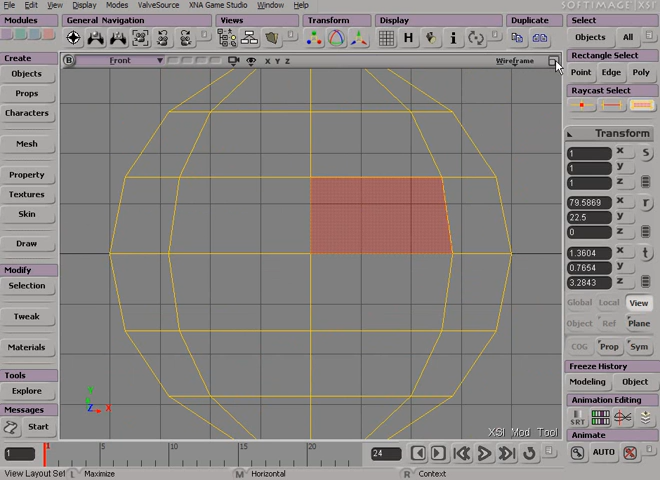 File Edit View Display Modes ValveSource XNA Game Studio Window Help SOFTIMAGE|XSI
Modules General Navigation Views Transform Display Duplicate Select
Objects All
Rectangle Select
Point Edge Poly
Raycast Select
B Front X Y Z Wireframe
Create
Objects
Props
Characters
Mesh
Property
Textures
Skin
Draw
Modify
Selection
Tweak
Materials
Tools
Explore
Messages
Start
Transform
1 x s
1 y
1 z
79.5869 x r
22.5 y
0 z
1.3604 x t
0.7654 y
3.2843 z
Global Local View
Object Ref Plane
COG Prop Sym
Freeze History
Modeling Object
Animation Editing
SRT
Animate
AUTO
Y
Z X
XSI Mod Tool
1 1 5 10 15 20 24
View Layout Set L Maximize M Horizontal R Context